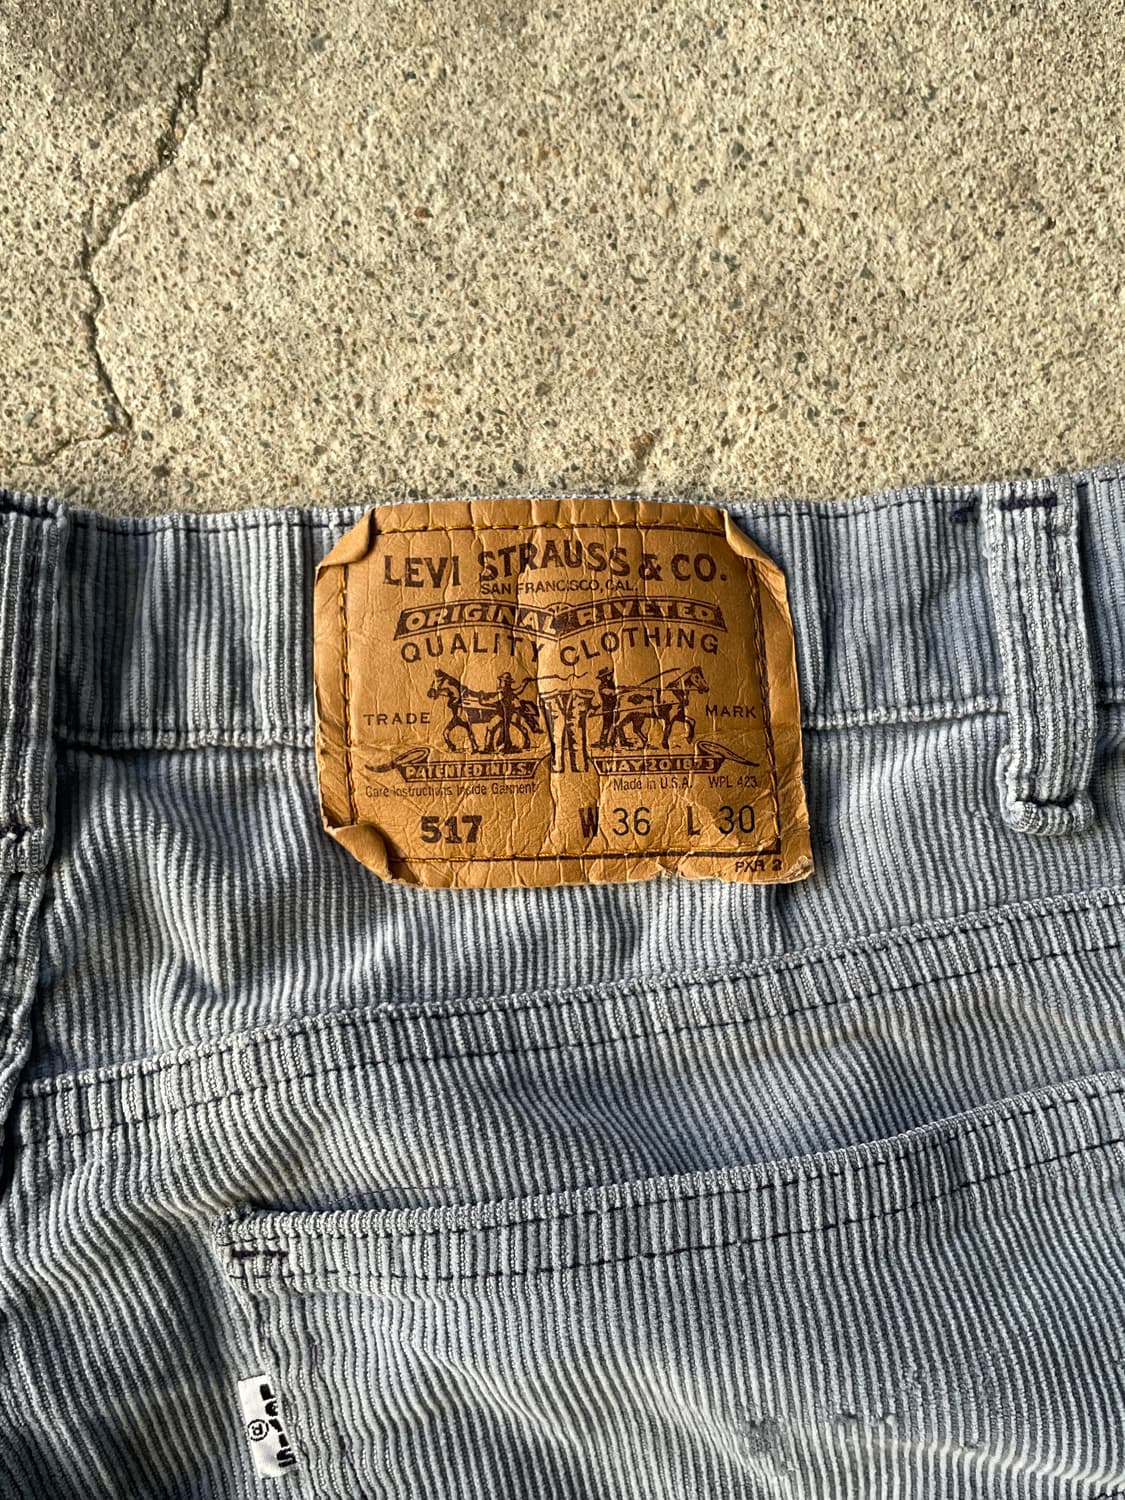 LEVI STRAUSS & CO.
SAN FRANCISCO, CAL.
ORIGINAL RIVETED
QUALITY CLOTHING
TRADE MARK
PATENTED IN U.S. MAY 20 1873
Care Instructions Inside Garment Made in U.S.A. WPL 423
517 W 36 L 30
PXR 2
LEVI'S
®